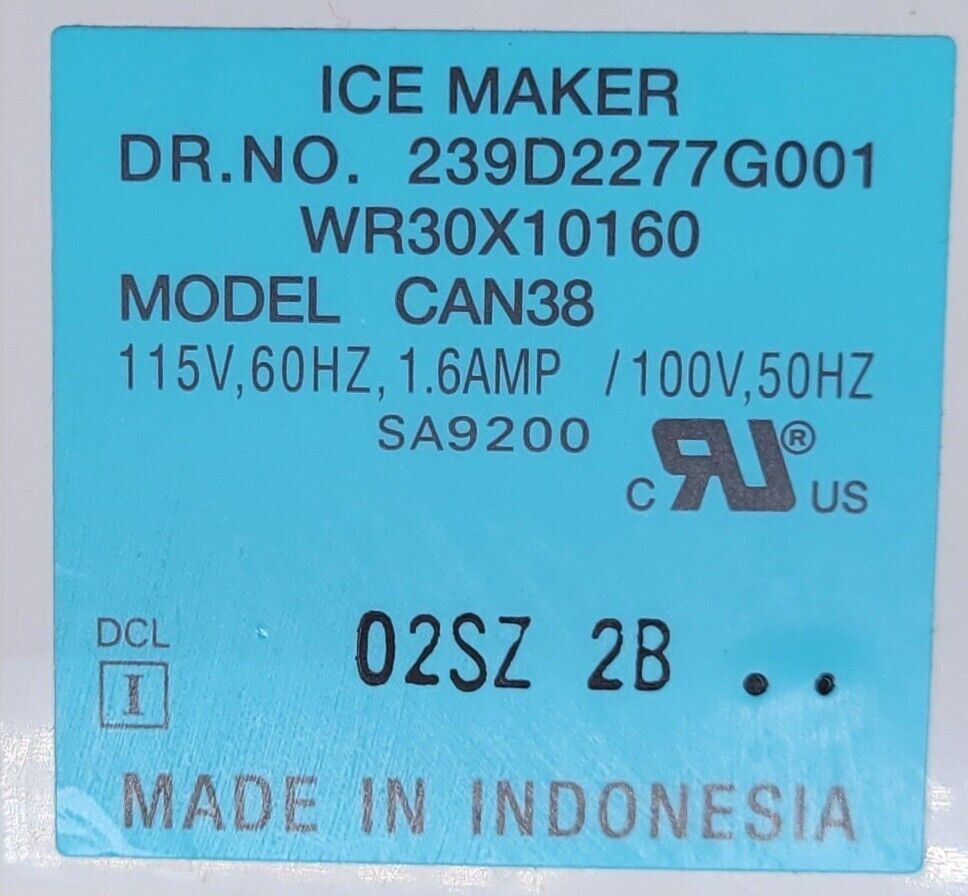 ICE MAKER
DR.NO. 239D2277G001
WR30X10160
MODEL CAN38
115V,60HZ,1.6AMP /100V,50HZ
SA9200
C RU® US
DCL
I
02SZ 2B ..
MADE IN INDONESIA